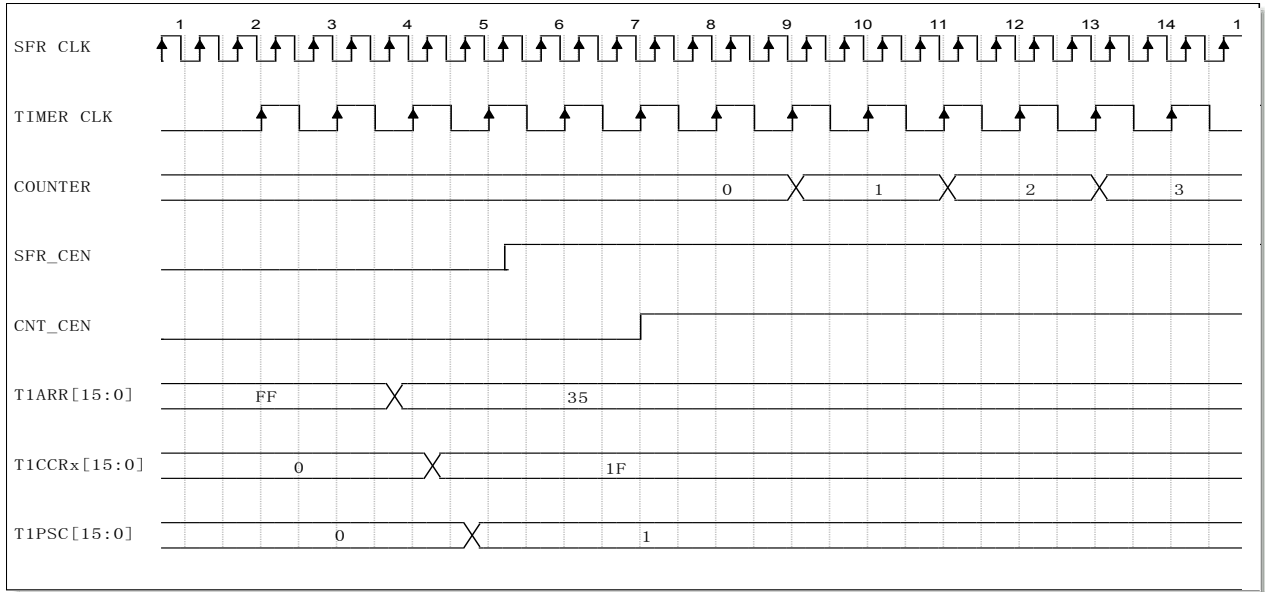 1 2 3 4 5 6 7 8 9 10 11 12 13 14 1
SFR CLK
TIMER CLK
COUNTER 0 1 2 3
SFR_CEN
CNT_CEN
T1ARR[15:0] FF 35
T1CCRx[15:0] 0 1F
T1PSC[15:0] 0 1